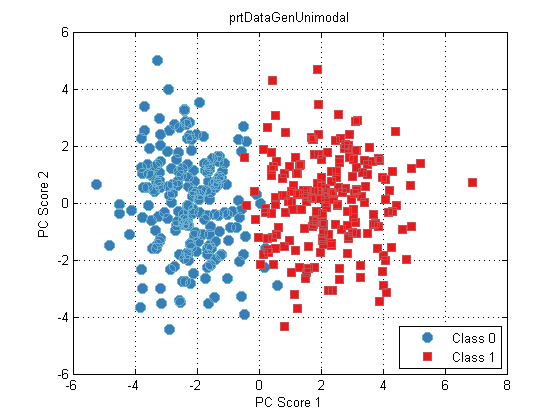 prtDataGenUnimodal
6
4
2
0
-2
-4
-6
PC Score 2
-6 -4 -2 0 2 4 6 8
PC Score 1
Class 0
Class 1